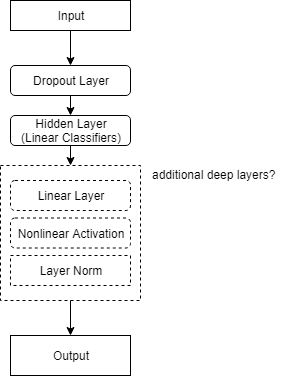 Input
Dropout Layer
Hidden Layer
(Linear Classifiers)
additional deep layers?
Linear Layer
Nonlinear Activation
Layer Norm
Output